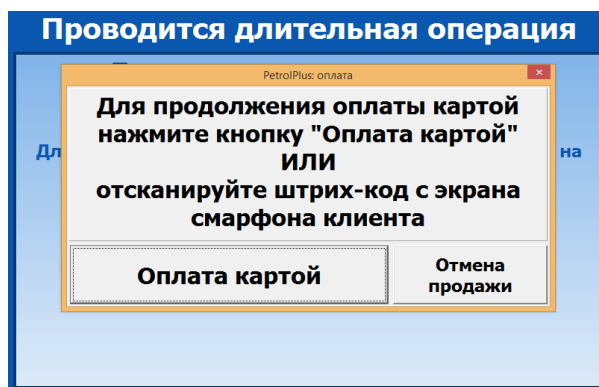 Проводится длительная операция
PetrolPlus: оплата
Для продолжения оплаты картой
нажмите кнопку "Оплата картой"
ИЛИ
отсканируйте штрих-код с экрана
смарфона клиента
на
Оплата картой
Отмена
продажи